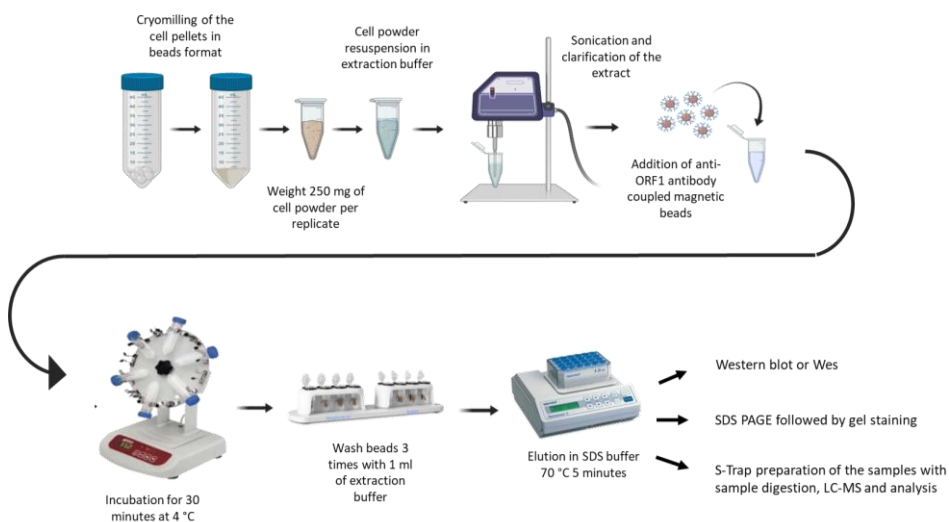 Cryomilling of the
cell pellets in
beads format
Cell powder
resuspension in
extraction buffer
Sonication and
clarification of the
extract
Weight 250 mg of
cell powder per
replicate
Addition of anti-
ORF1 antibody
coupled magnetic
beads
Incubation for 30
minutes at 4 °C
Wash beads 3
times with 1 ml
of extraction
buffer
Elution in SDS buffer
70 °C 5 minutes
Western blot or Wes
SDS PAGE followed by gel staining
S-Trap preparation of the samples with
sample digestion, LC-MS and analysis